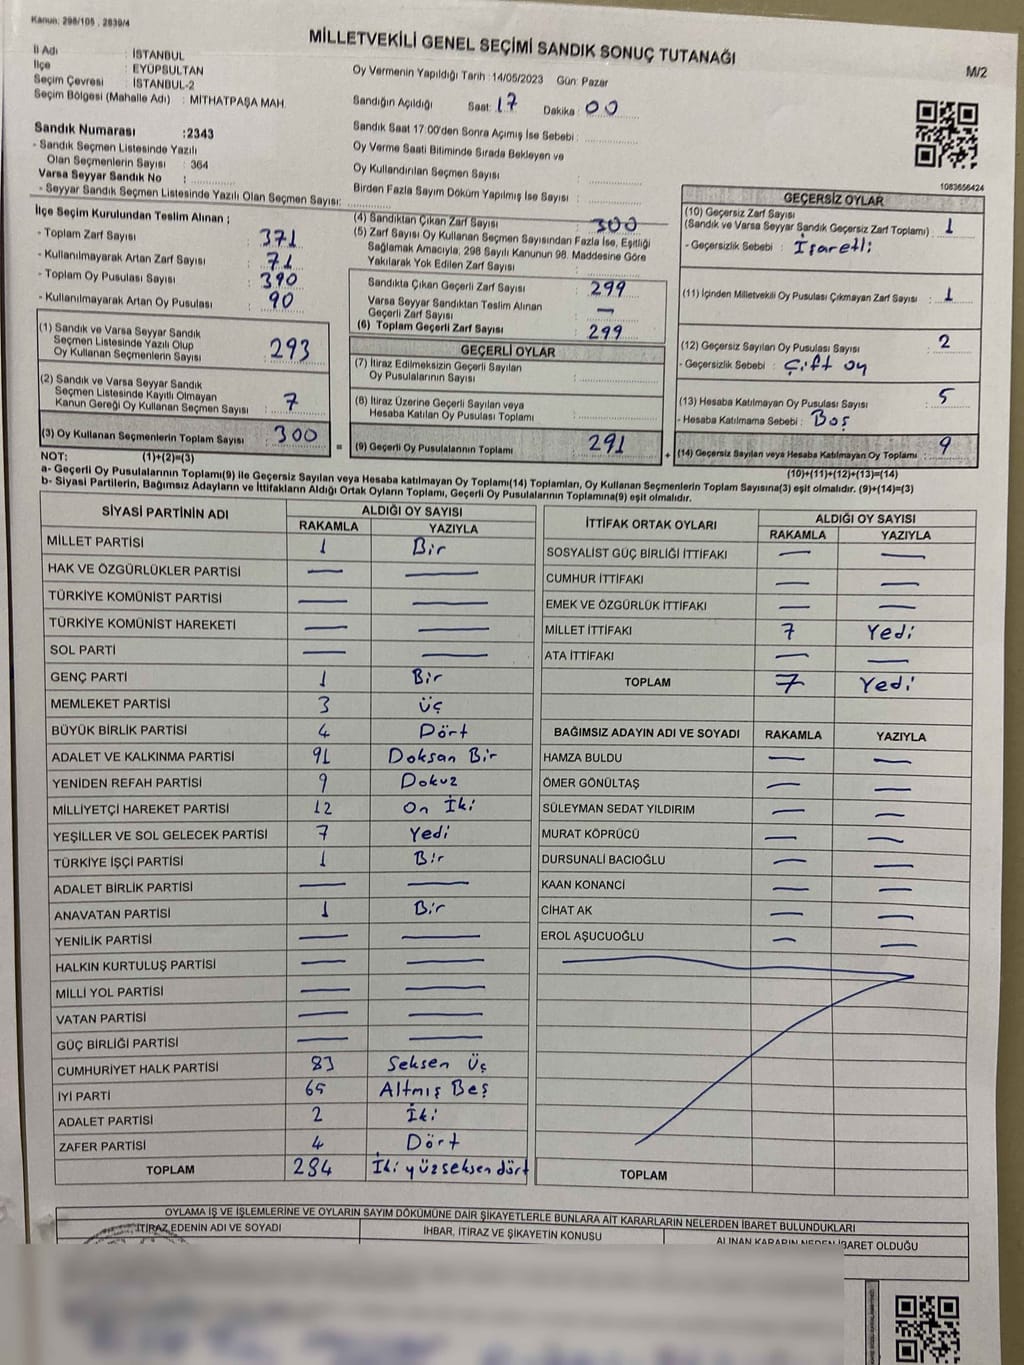 Kanun; 298/105 , 2839/4
MİLLETVEKİLİ GENEL SEÇİMİ SANDIK SONUÇ TUTANAĞI
M/2
İl Adı : İSTANBUL
İlçe : EYÜPSULTAN
Seçim Çevresi : İSTANBUL-2
Seçim Bölgesi (Mahalle Adı) : MİTHATPAŞA MAH.
Sandık Numarası :2343
- Sandık Seçmen Listesinde Yazılı
Olan Seçmenlerin Sayısı : 364
Varsa Seyyar Sandık No :
- Seyyar Sandık Seçmen Listesinde Yazılı Olan Seçmen Sayısı:
Oy Vermenin Yapıldığı Tarih :14/05/2023 Gün: Pazar
Sandığın Açıldığı Saat: 17 Dakika : 00
Sandık Saat 17:00'den Sonra Açımış İse Sebebi :
Oy Verme Saati Bitiminde Sırada Bekleyen ve
Oy Kullandırılan Seçmen Sayısı :
Birden Fazla Sayım Döküm Yapılmış İse Sayısı :
1083656424
İlçe Seçim Kurulundan Teslim Alınan ;
- Toplam Zarf Sayısı : 371
- Kullanılmayarak Artan Zarf Sayısı : 71
- Toplam Oy Pusulası Sayısı : 390
- Kullanılmayarak Artan Oy Pusulası : 90
(1) Sandık ve Varsa Seyyar Sandık
Seçmen Listesinde Yazılı Olup
Oy Kullanan Seçmenlerin Sayısı : 293
(2) Sandık ve Varsa Seyyar Sandık
Seçmen Listesinde Kayıtlı Olmayan
Kanun Gereği Oy Kullanan Seçmen Sayısı : 7
(3) Oy Kullanan Seçmenlerin Toplam Sayısı : 300
(4) Sandıktan Çıkan Zarf Sayısı : 300
(5) Zarf Sayısı Oy Kullanan Seçmen Sayısından Fazla İse, Eşitliği
Sağlamak Amacıyla; 298 Sayılı Kanunun 98. Maddesine Göre
Yakılarak Yok Edilen Zarf Sayısı :
Sandıkta Çıkan Geçerli Zarf Sayısı : 299
Varsa Seyyar Sandıktan Teslim Alınan
Geçerli Zarf Sayısı : —
(6) Toplam Geçerli Zarf Sayısı : 299
GEÇERLİ OYLAR
(7) İtiraz Edilmeksizin Geçerli Sayılan
Oy Pusulalarının Sayısı :
(8) İtiraz Üzerine Geçerli Sayılan veya
Hesaba Katılan Oy Pusulası Toplamı :
= (9) Geçerli Oy Pusulalarının Toplamı : 291
GEÇERSİZ OYLAR
(10) Geçersiz Zarf Sayısı
(Sandık ve Varsa Seyyar Sandık Geçersiz Zarf Toplamı) : 1
- Geçersizlik Sebebi : İşaretli
(11) İçinden Milletvekili Oy Pusulası Çıkmayan Zarf Sayısı : 1
(12) Geçersiz Sayılan Oy Pusulası Sayısı : 2
- Geçersizlik Sebebi : Çift oy
(13) Hesaba Katılmayan Oy Pusulası Sayısı : 5
- Hesaba Katılmama Sebebi : Boş
+ (14) Geçersiz Sayılan veya Hesaba Katılmayan Oy Toplamı : 9
NOT: (1)+(2)=(3)
(10)+(11)+(12)+(13)=(14)
a- Geçerli Oy Pusulalarının Toplamı(9) ile Geçersiz Sayılan veya Hesaba katılmayan Oy Toplamı(14) Toplamları, Oy Kullanan Seçmenlerin Toplam Sayısına(3) eşit olmalıdır. (9)+(14)=(3)
b- Siyasi Partilerin, Bağımsız Adayların ve İttifakların Aldığı Ortak Oyların Toplamı, Geçerli Oy Pusulalarının Toplamına(9) eşit olmalıdır.
SİYASİ PARTİNİN ADI ALDIĞI OY SAYISI
RAKAMLA YAZIYLA
MİLLET PARTİSİ 1 Bir
HAK VE ÖZGÜRLÜKLER PARTİSİ — —
TÜRKİYE KOMÜNİST PARTİSİ — —
TÜRKİYE KOMÜNİST HAREKETİ — —
SOL PARTİ — —
GENÇ PARTİ 1 Bir
MEMLEKET PARTİSİ 3 Üç
BÜYÜK BİRLİK PARTİSİ 4 Dört
ADALET VE KALKINMA PARTİSİ 91 Doksan Bir
YENİDEN REFAH PARTİSİ 9 Dokuz
MİLLİYETÇİ HAREKET PARTİSİ 12 On İki
YEŞİLLER VE SOL GELECEK PARTİSİ 7 Yedi
TÜRKİYE İŞÇİ PARTİSİ 1 Bir
ADALET BİRLİK PARTİSİ — —
ANAVATAN PARTİSİ 1 Bir
YENİLİK PARTİSİ — —
HALKIN KURTULUŞ PARTİSİ — —
MİLLİ YOL PARTİSİ — —
VATAN PARTİSİ — —
GÜÇ BİRLİĞİ PARTİSİ — —
CUMHURİYET HALK PARTİSİ 83 Seksen Üç
İYİ PARTİ 65 Altmış Beş
ADALET PARTİSİ 2 İki
ZAFER PARTİSİ 4 Dört
TOPLAM 284 İki yüz seksen dört
İTTİFAK ORTAK OYLARI ALDIĞI OY SAYISI
RAKAMLA YAZIYLA
SOSYALİST GÜÇ BİRLİĞİ İTTİFAKI — —
CUMHUR İTTİFAKI — —
EMEK VE ÖZGÜRLÜK İTTİFAKI — —
MİLLET İTTİFAKI 7 Yedi
ATA İTTİFAKI — —
TOPLAM 7 Yedi
BAĞIMSIZ ADAYIN ADI VE SOYADI RAKAMLA YAZIYLA
HAMZA BULDU — —
ÖMER GÖNÜLTAŞ — —
SÜLEYMAN SEDAT YILDIRIM — —
MURAT KÖPRÜCÜ — —
DURSUNALİ BACIOĞLU — —
KAAN KONANCİ — —
CİHAT AK — —
EROL AŞUCUOĞLU — —
TOPLAM
OYLAMA İŞ VE İŞLEMLERİNE VE OYLARIN SAYIM DÖKÜMÜNE DAİR ŞİKAYETLERLE BUNLARA AİT KARARLARIN NELERDEN İBARET BULUNDUKLARI
İTİRAZ EDENİN ADI VE SOYADI İHBAR, İTİRAZ VE ŞİKAYETİN KONUSU ALINAN KARARIN NEDEN İBARET OLDUĞU